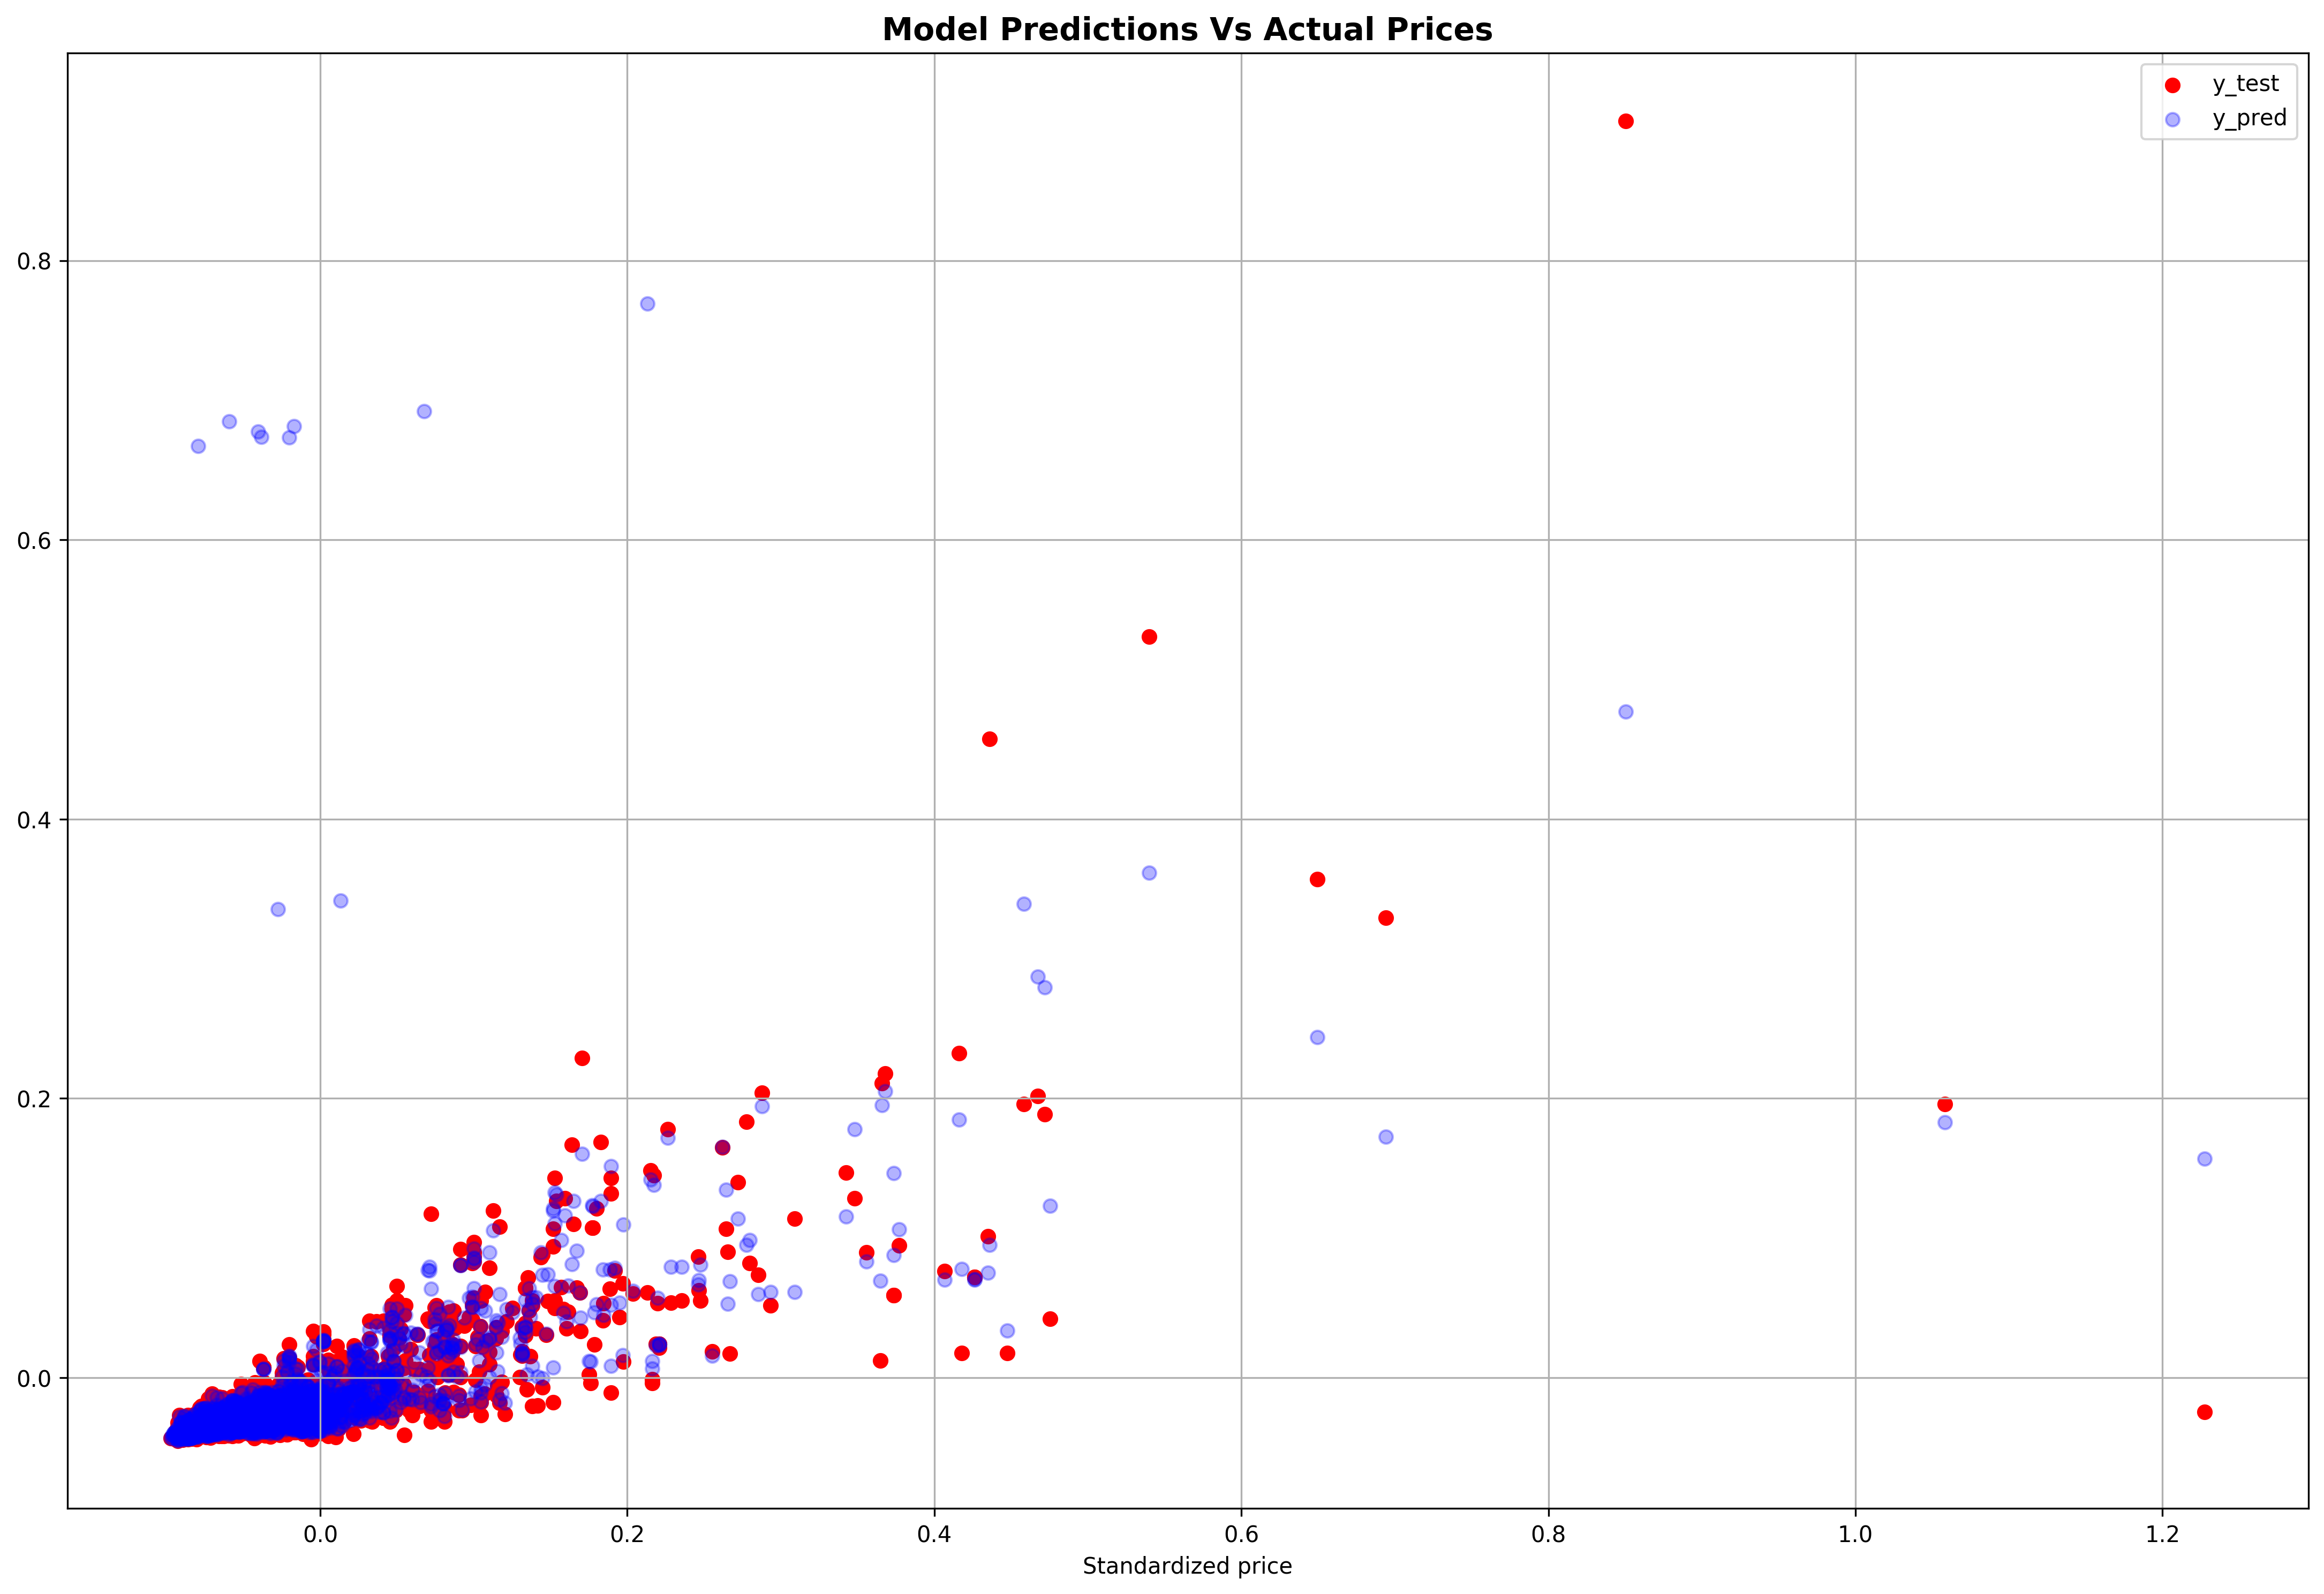 Model Predictions Vs Actual Prices
y_test
y_pred
0.8
0.6
0.4
0.2
0.0
0.0 0.2 0.4 0.6 0.8 1.0 1.2
Standardized price